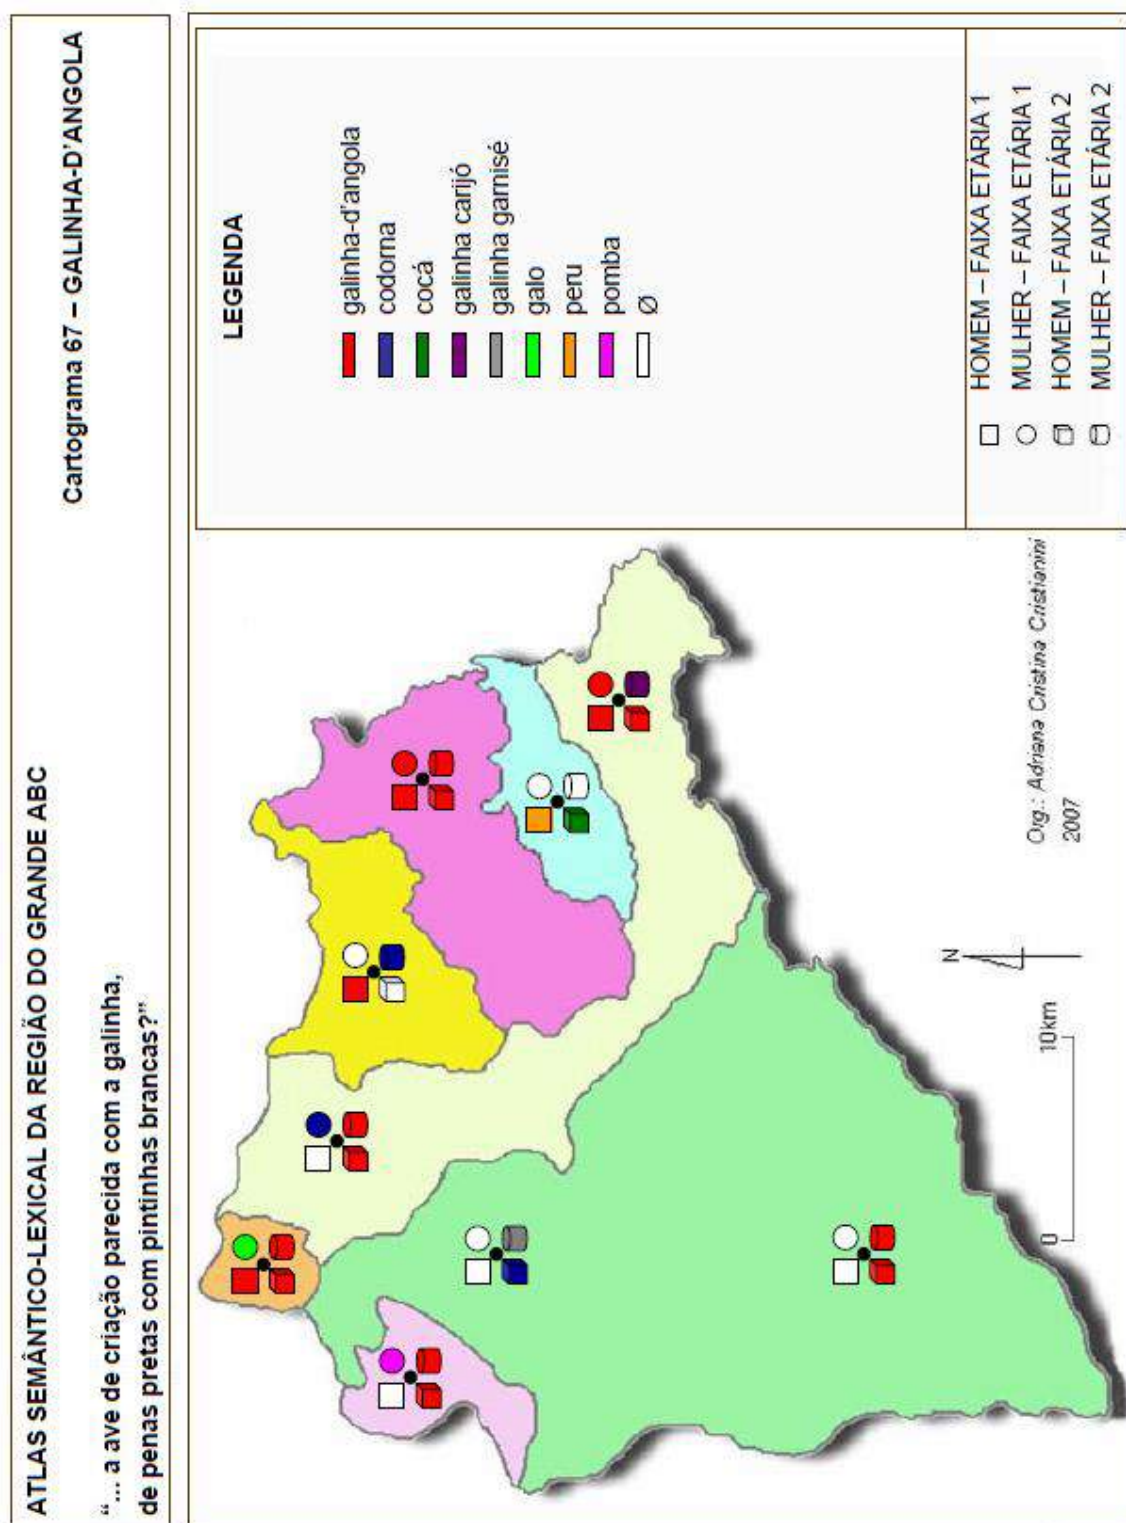 ATLAS SEMÂNTICO-LEXICAL DA REGIÃO DO GRANDE ABC
Cartograma 67 – GALINHA-D'ANGOLA
“... a ave de criação parecida com a galinha,
de penas pretas com pintinhas brancas?”
LEGENDA
galinha-d'angola
codorna
cocá
galinha carijó
galinha garnisé
galo
peru
pomba
Ø
HOMEM – FAIXA ETÁRIA 1
MULHER – FAIXA ETÁRIA 1
HOMEM – FAIXA ETÁRIA 2
MULHER – FAIXA ETÁRIA 2
N
0 10km
Org.: Adriana Cristina Cristianini
2007